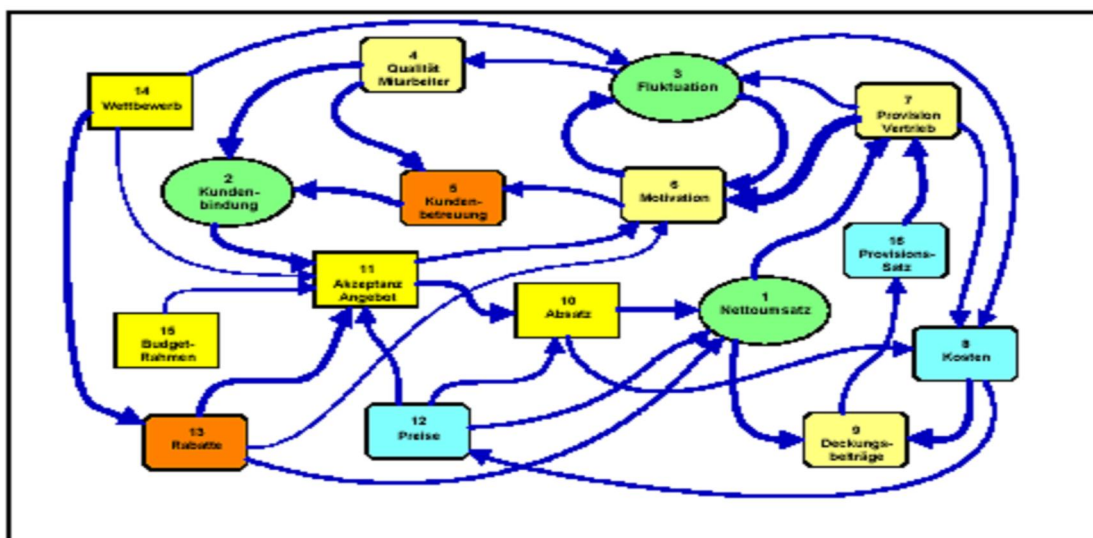 4
Qualität
Mitarbeiter
3
Fluktuation
14
Wettbewerb
7
Provision
Vertrieb
2
Kunden-
bindung
5
Kunden-
betreuung
6
Motivation
16
Provisions-
Satz
11
Akzeptanz
Angebot
10
Absatz
1
Nettoumsatz
15
Budget-
Rahmen
8
Kosten
13
Rabatte
12
Preise
9
Deckungs-
beiträge